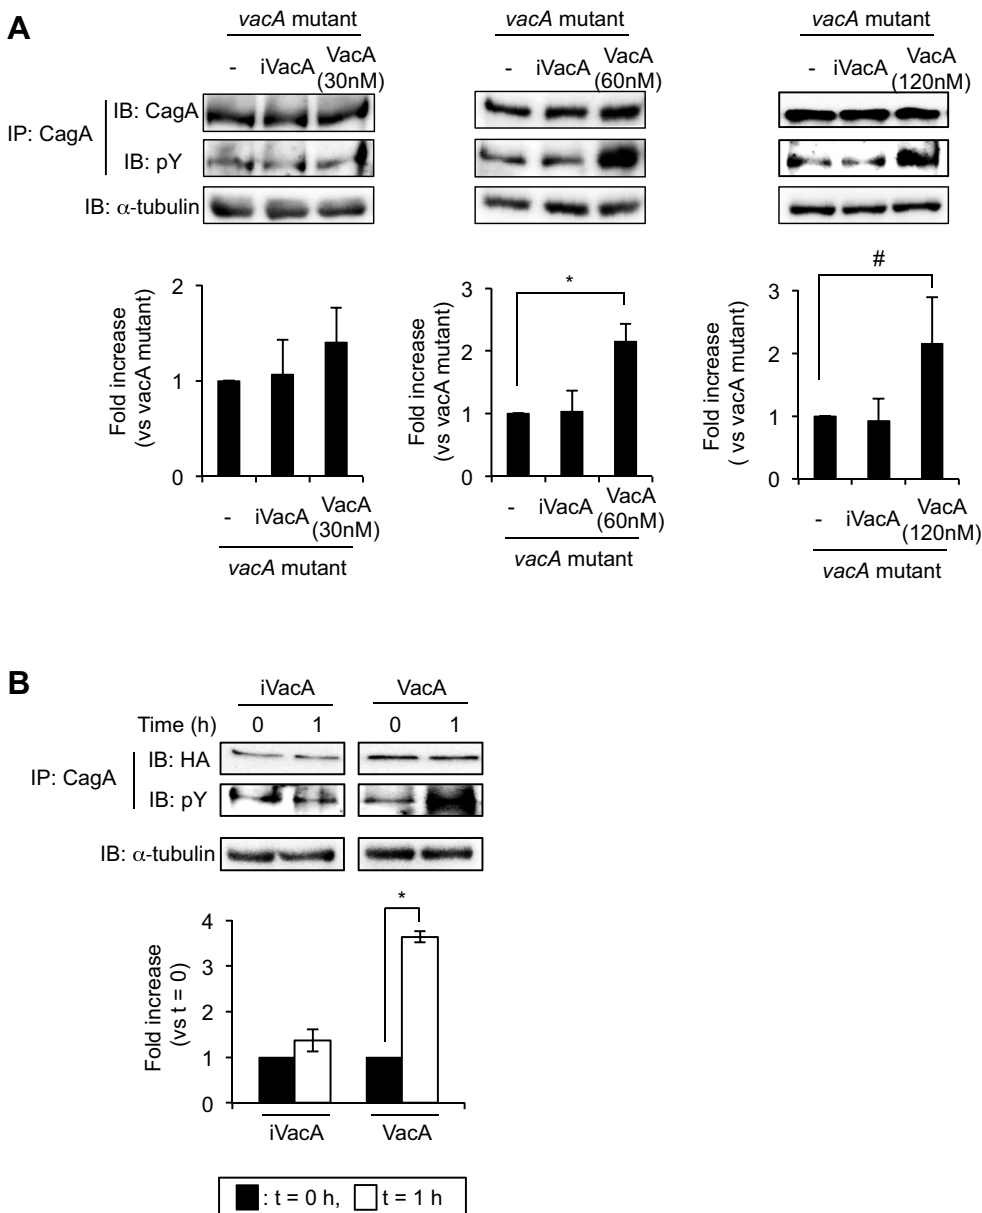 A
vacA mutant
- iVacA VacA (30nM)
vacA mutant
- iVacA VacA (60nM)
vacA mutant
- iVacA VacA (120nM)
IP: CagA
IB: CagA
IB: pY
IB: α-tubulin
Fold increase
(vs vacA mutant)
2
1
0
- iVacA VacA (30nM)
vacA mutant
Fold increase
(vs vacA mutant)
3
2
1
0
*
- iVacA VacA (60nM)
vacA mutant
Fold increase
( vs vacA mutant)
3
2
1
0
#
- iVacA VacA (120nM)
vacA mutant
B
iVacA VacA
Time (h) 0 1 0 1
IP: CagA
IB: HA
IB: pY
IB: α-tubulin
Fold increase
(vs t = 0)
4
3
2
1
0
*
iVacA VacA
: t = 0 h, t = 1 h